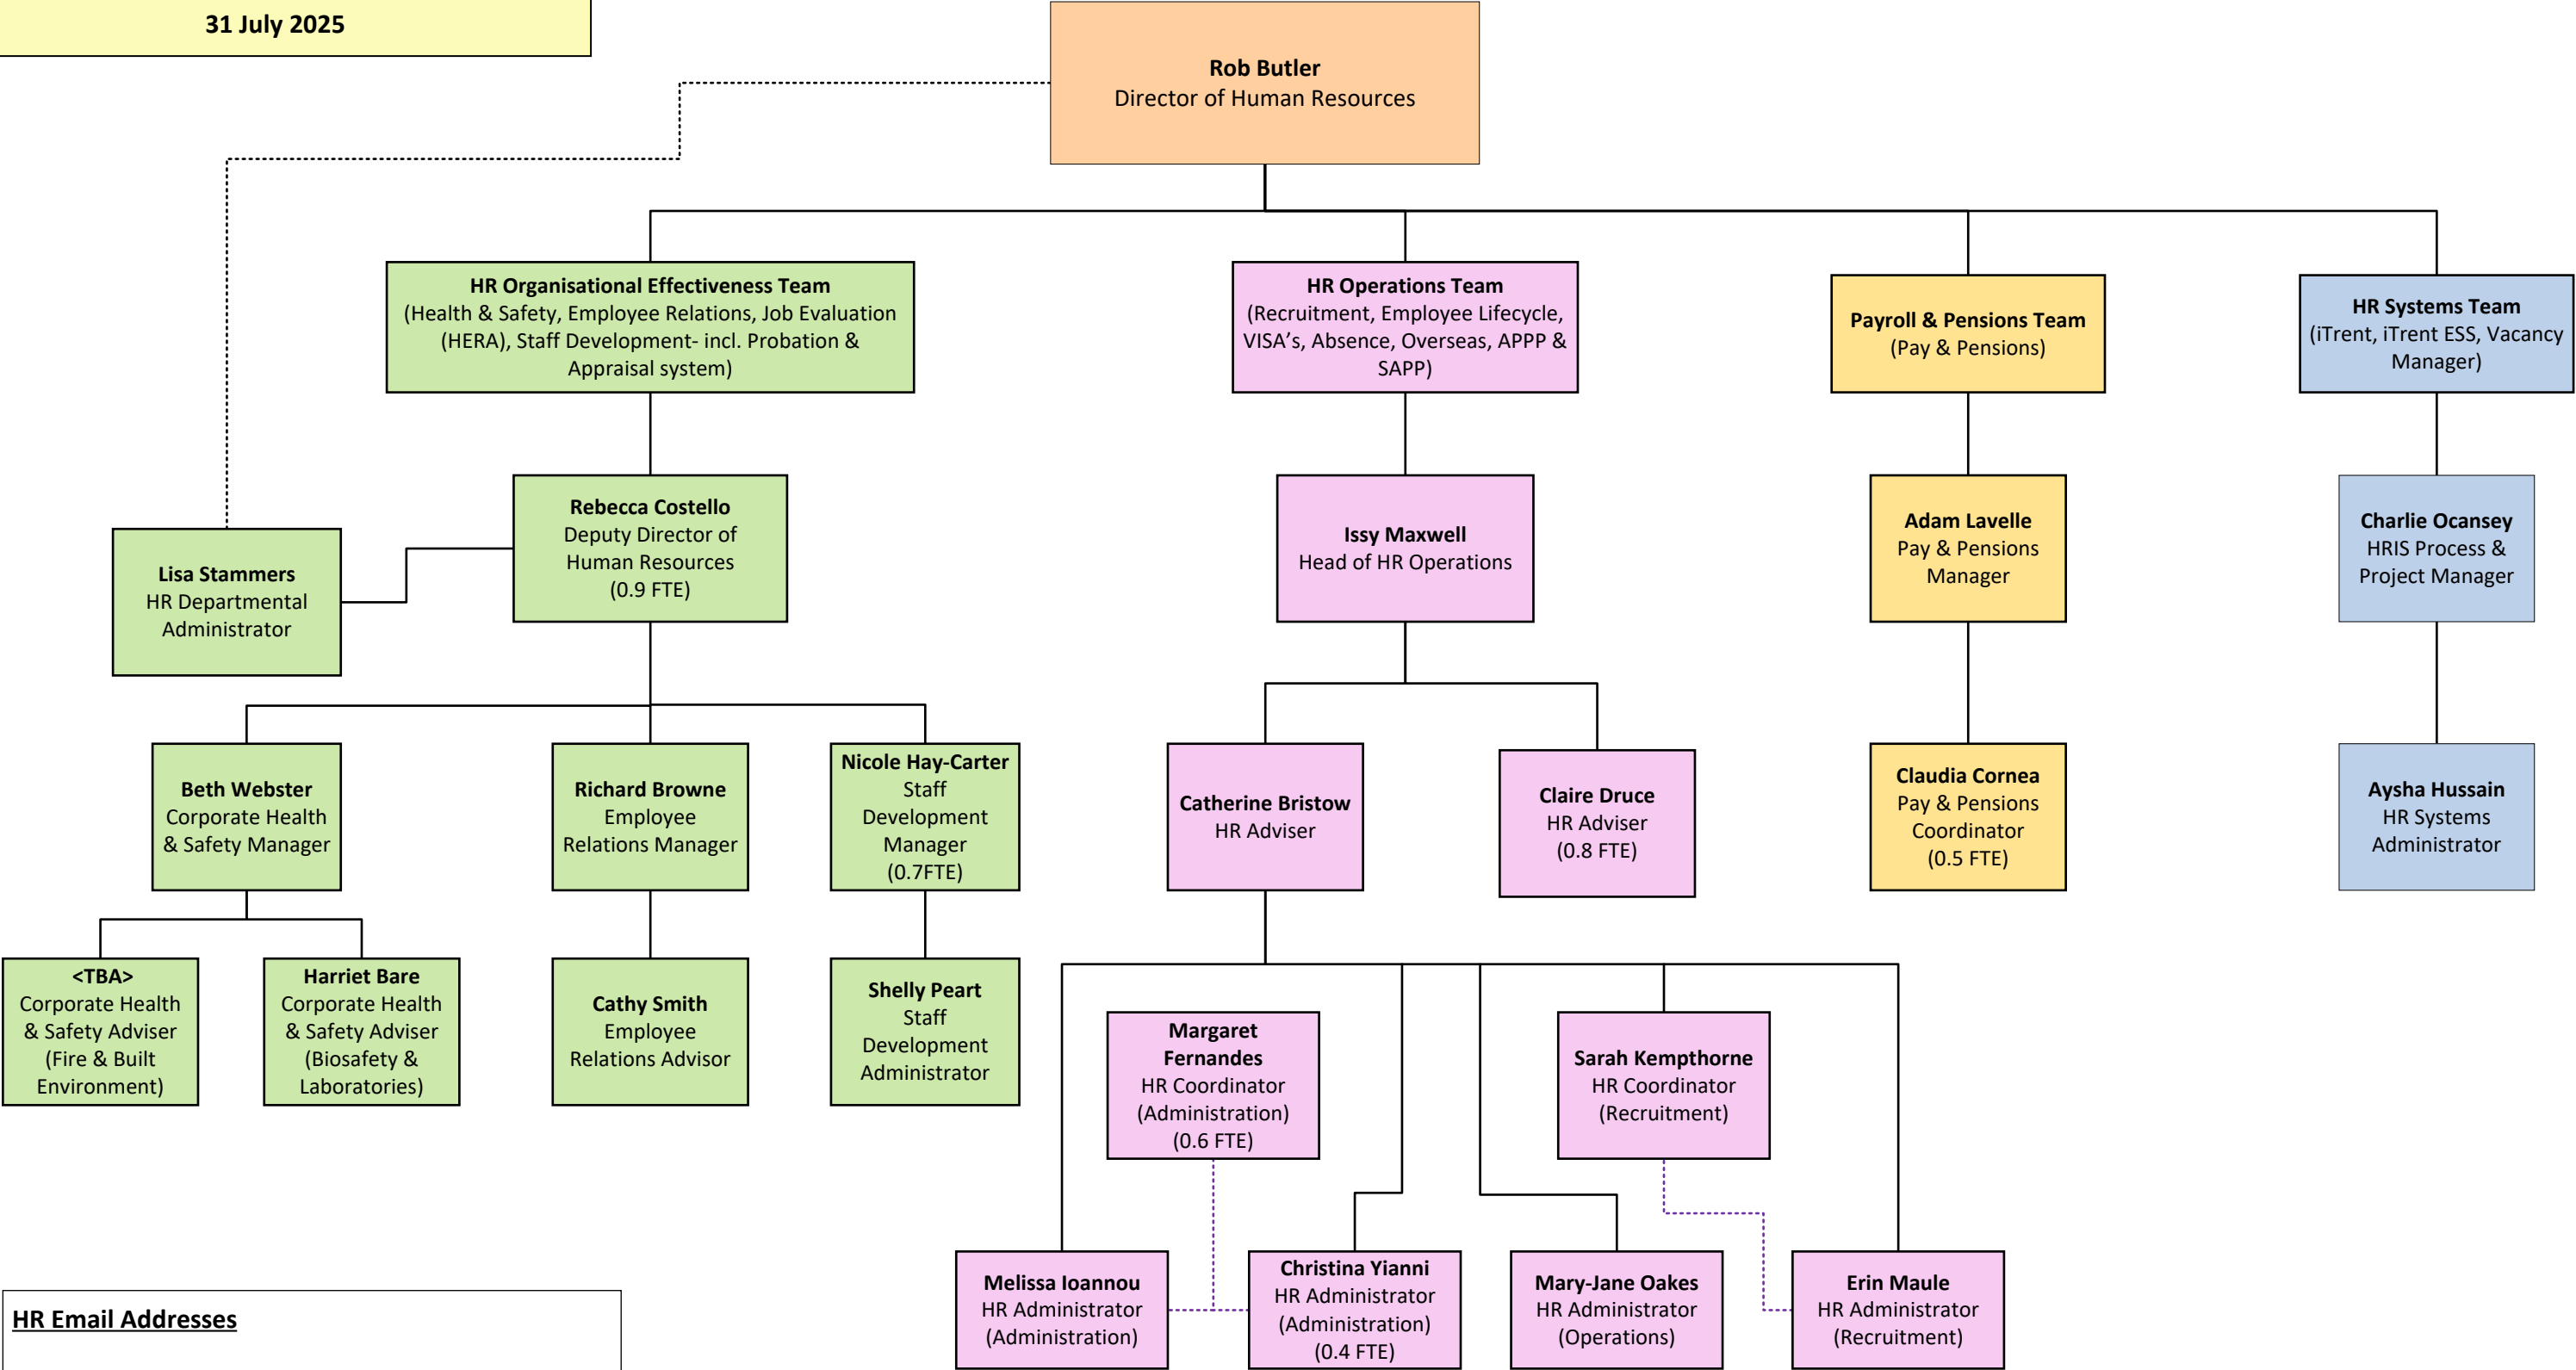 31 July 2025
Rob Butler
Director of Human Resources
HR Organisational Effectiveness Team
(Health & Safety, Employee Relations, Job Evaluation
(HERA), Staff Development- incl. Probation &
Appraisal system)
HR Operations Team
(Recruitment, Employee Lifecycle,
VISA’s, Absence, Overseas, APPP &
SAPP)
Payroll & Pensions Team
(Pay & Pensions)
HR Systems Team
(iTrent, iTrent ESS, Vacancy
Manager)
Lisa Stammers
HR Departmental
Administrator
Rebecca Costello
Deputy Director of
Human Resources
(0.9 FTE)
Issy Maxwell
Head of HR Operations
Adam Lavelle
Pay & Pensions
Manager
Charlie Ocansey
HRIS Process &
Project Manager
Beth Webster
Corporate Health
& Safety Manager
Richard Browne
Employee
Relations Manager
Nicole Hay-Carter
Staff
Development
Manager
(0.7FTE)
Catherine Bristow
HR Adviser
Claire Druce
HR Adviser
(0.8 FTE)
Claudia Cornea
Pay & Pensions
Coordinator
(0.5 FTE)
Aysha Hussain
HR Systems
Administrator
<TBA>
Corporate Health
& Safety Adviser
(Fire & Built
Environment)
Harriet Bare
Corporate Health
& Safety Adviser
(Biosafety &
Laboratories)
Cathy Smith
Employee
Relations Advisor
Shelly Peart
Staff
Development
Administrator
Margaret
Fernandes
HR Coordinator
(Administration)
(0.6 FTE)
Sarah Kempthorne
HR Coordinator
(Recruitment)
Melissa Ioannou
HR Administrator
(Administration)
Christina Yianni
HR Administrator
(Administration)
(0.4 FTE)
Mary-Jane Oakes
HR Administrator
(Operations)
Erin Maule
HR Administrator
(Recruitment)
HR Email Addresses